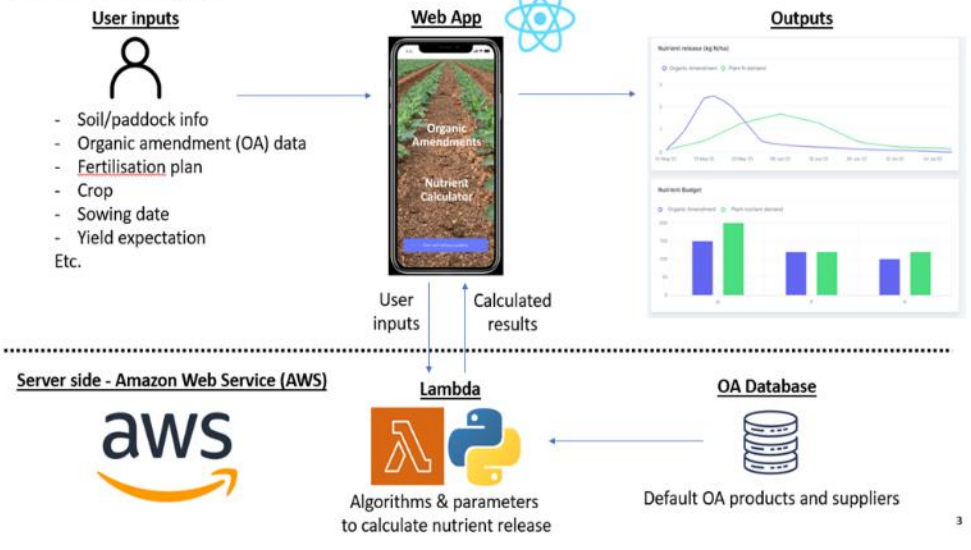 User inputs
Web App
Outputs
- Soil/paddock info
- Organic amendment (OA) data
- Fertilisation plan
- Crop
- Sowing date
- Yield expectation
Etc.
Organic
Amendments
Nutrient
Calculator
Nutrient release (kg N/ha)
Organic Amendment
Plant N demand
Nutrient Budget
Organic Amendment
Plant nutrient demand
User
inputs
Calculated
results
Server side - Amazon Web Service (AWS)
aws
Lambda
Algorithms & parameters
to calculate nutrient release
OA Database
Default OA products and suppliers
3